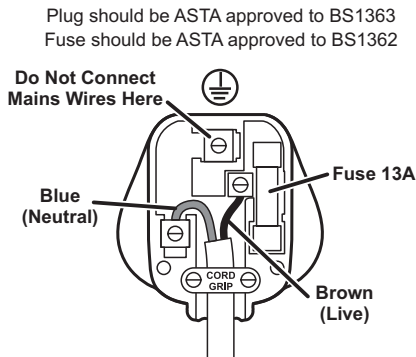 Plug should be ASTA approved to BS1363
Fuse should be ASTA approved to BS1362
Do Not Connect
Mains Wires Here
Fuse 13A
Blue
(Neutral)
CORD
GRIP
Brown
(Live)